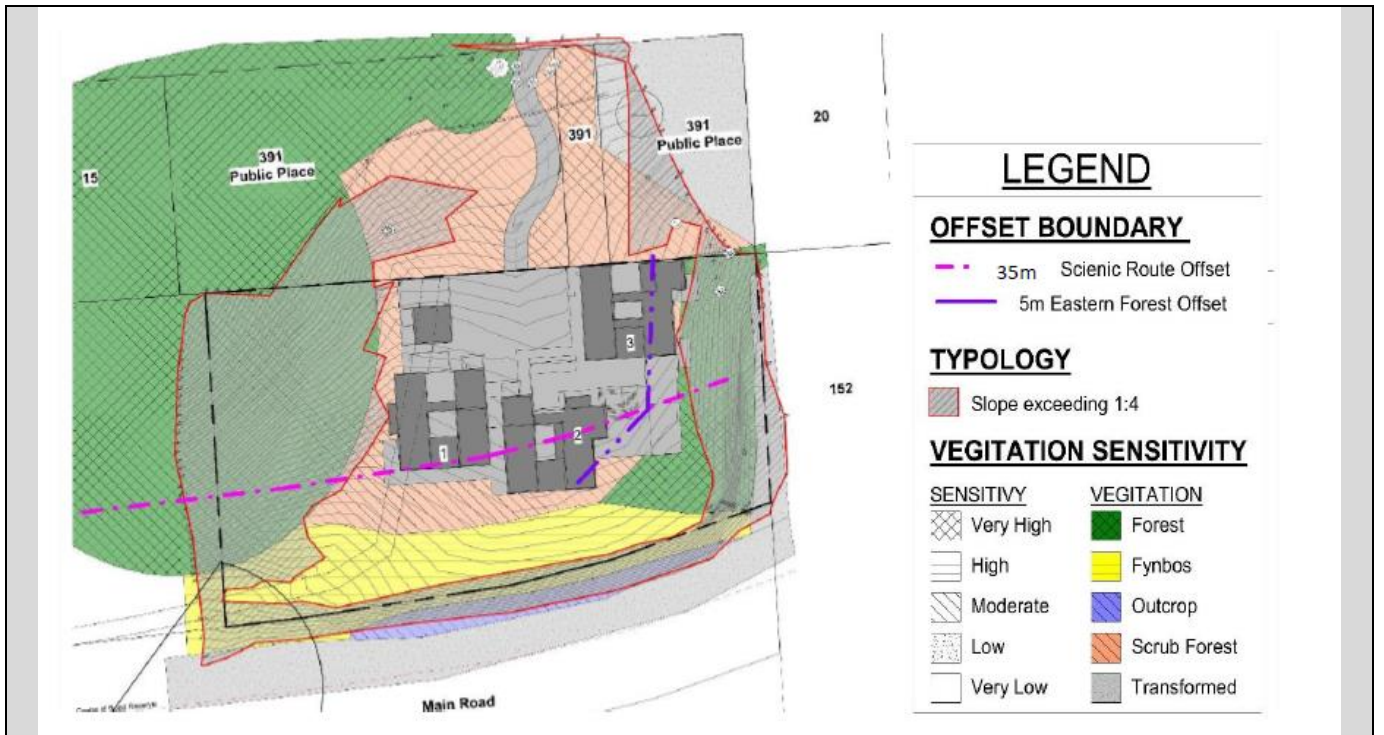 391
Public Place
15
391
391
Public Place
20
3
152
2
1
Main Road
LEGEND
OFFSET BOUNDARY
35m Scienic Route Offset
5m Eastern Forest Offset
TYPOLOGY
Slope exceeding 1:4
VEGITATION SENSITIVITY
SENSITIVY VEGITATION
Very High Forest
High Fynbos
Moderate Outcrop
Low Scrub Forest
Very Low Transformed